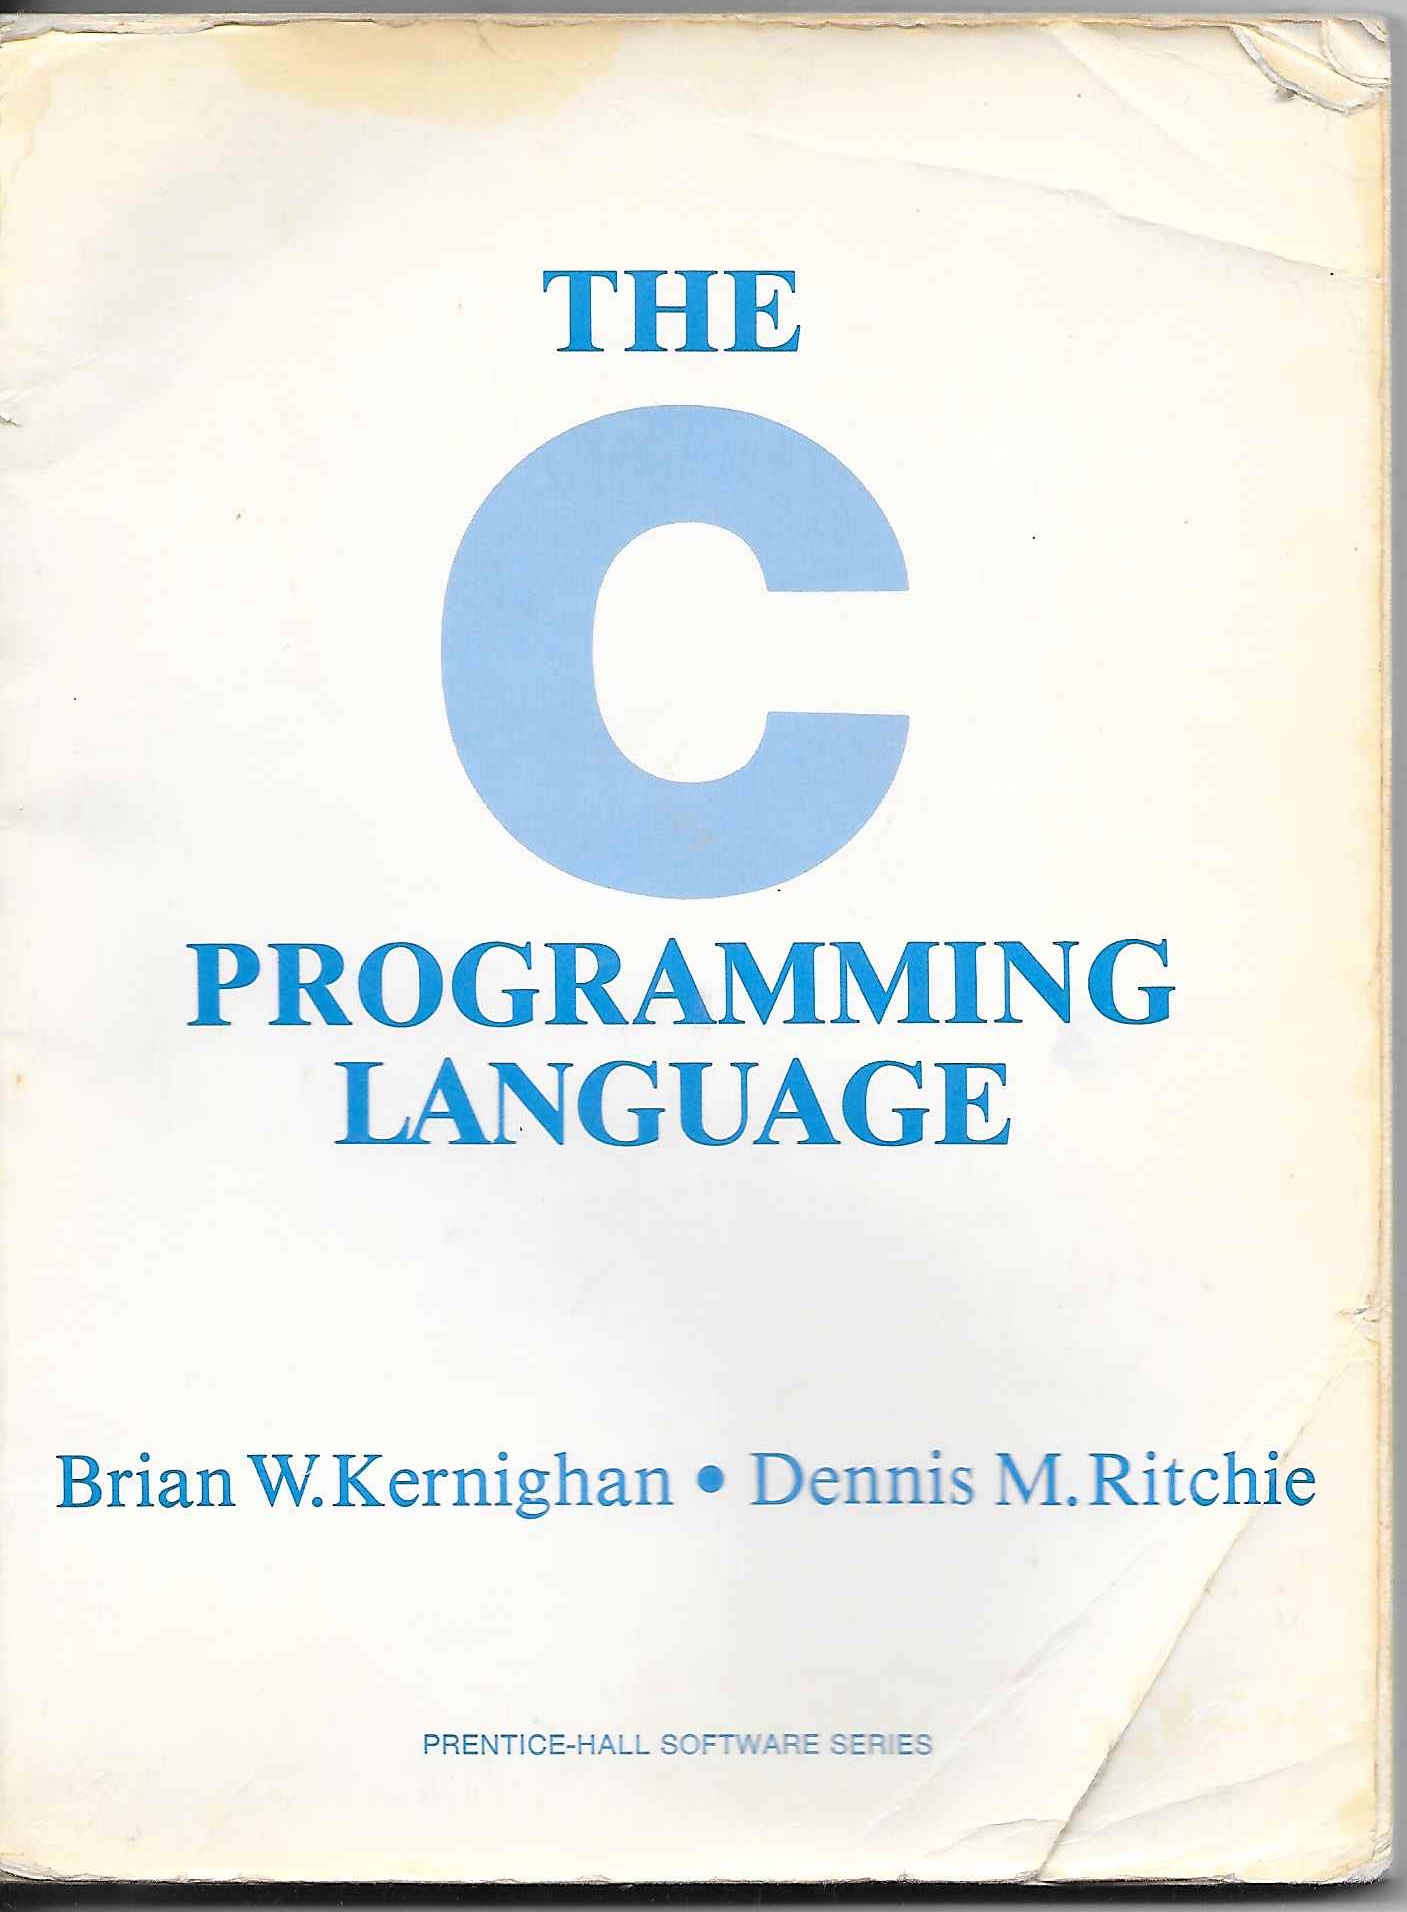 THE
C
PROGRAMMING
LANGUAGE
Brian W. Kernighan • Dennis M. Ritchie
PRENTICE-HALL SOFTWARE SERIES